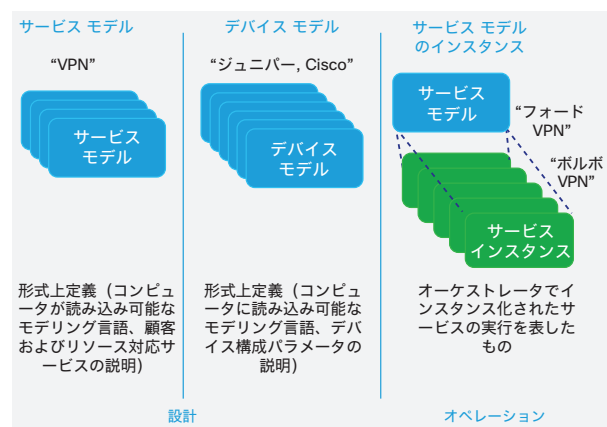 サービス モデル
“VPN”
サービス
モデル
形式上定義（コンピュ
ータが読み込み可能な
モデリング言語、顧客
およびリソース対応サ
ービスの説明）
デバイス モデル
“ジュニパー, Cisco”
デバイス
モデル
形式上定義（コンピュ
ータに読み込み可能な
モデリング言語、デバ
イス構成パラメータの
説明）
サービス モデル
のインスタンス
サービス
モデル
“フォード
VPN”
“ボルボ
VPN”
サービス
インスタンス
オーケストレータでイ
ンスタンス化されたサ
ービスの実行を表した
もの
設計
オペレーション